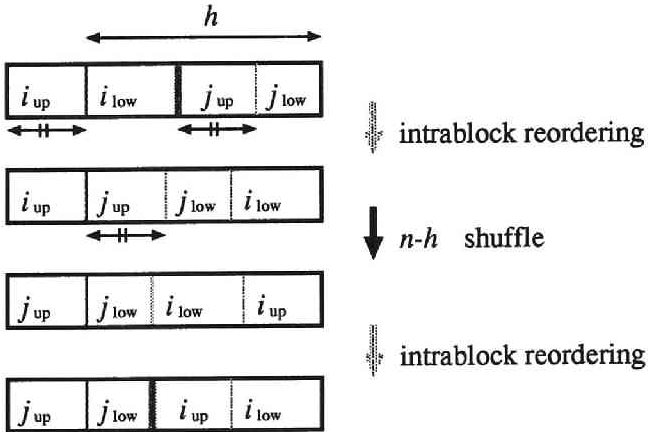 h
i up i low j up j low
intrablock reordering
i up j up j low i low
n-h shuffle
j up j low i low i up
intrablock reordering
j up j low i up i low